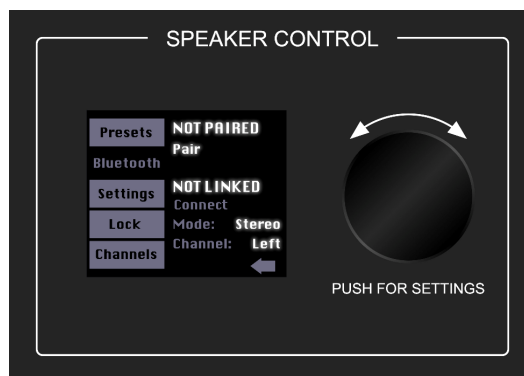 SPEAKER CONTROL
Presets
Bluetooth
Settings
Lock
Channels
NOT PAIRED
Pair
NOT LINKED
Connect
Mode: Stereo
Channel: Left
PUSH FOR SETTINGS